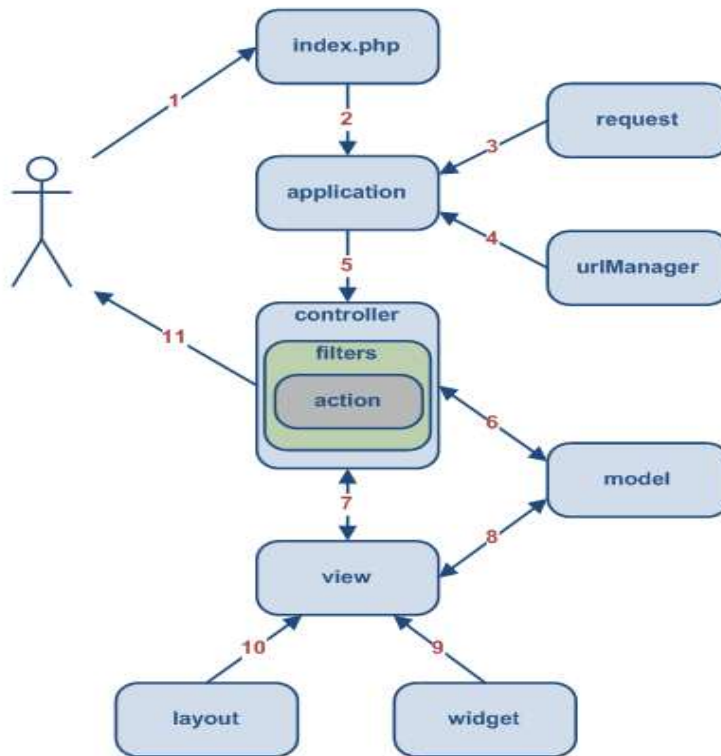 index.php
1
2
request
3
application
4
urlManager
5
controller
filters
action
11
6
model
7
8
view
10
9
layout
widget